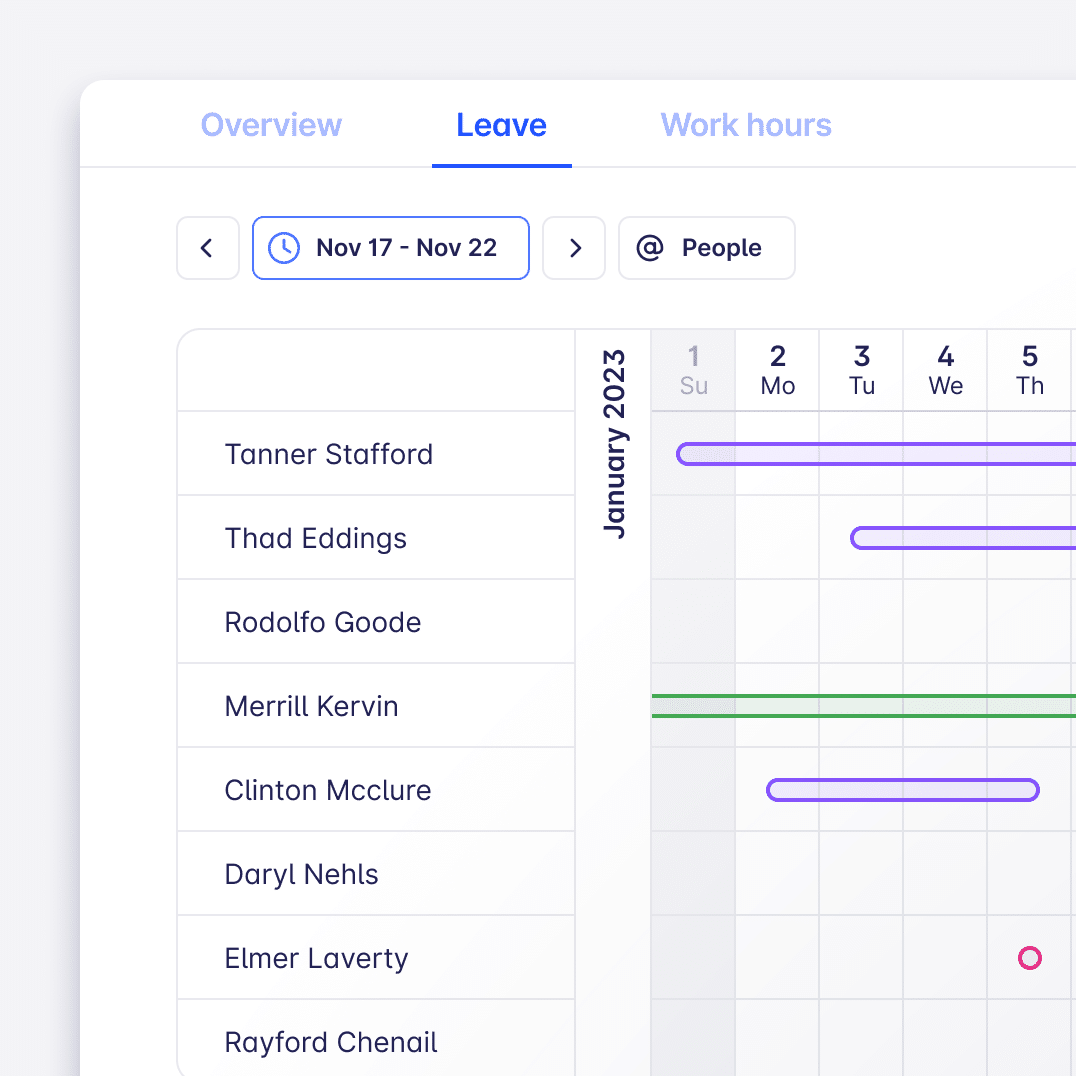 Overview Leave Work hours
Nov 17 - Nov 22 @ People
January 2023
1 2 3 4 5
Su Mo Tu We Th
Tanner Stafford
Thad Eddings
Rodolfo Goode
Merrill Kervin
Clinton Mcclure
Daryl Nehls
Elmer Laverty
Rayford Chenail